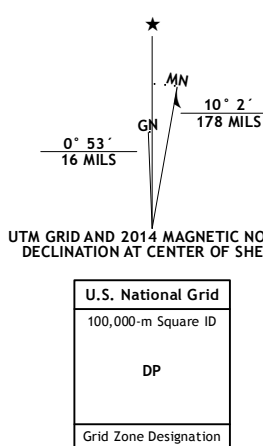 MN
GN
0° 53´
16 MILS
10° 2´
178 MILS
UTM GRID AND 2014 MAGNETIC NO
DECLINATION AT CENTER OF SHE
U.S. National Grid
100,000-m Square ID
DP
Grid Zone Designation